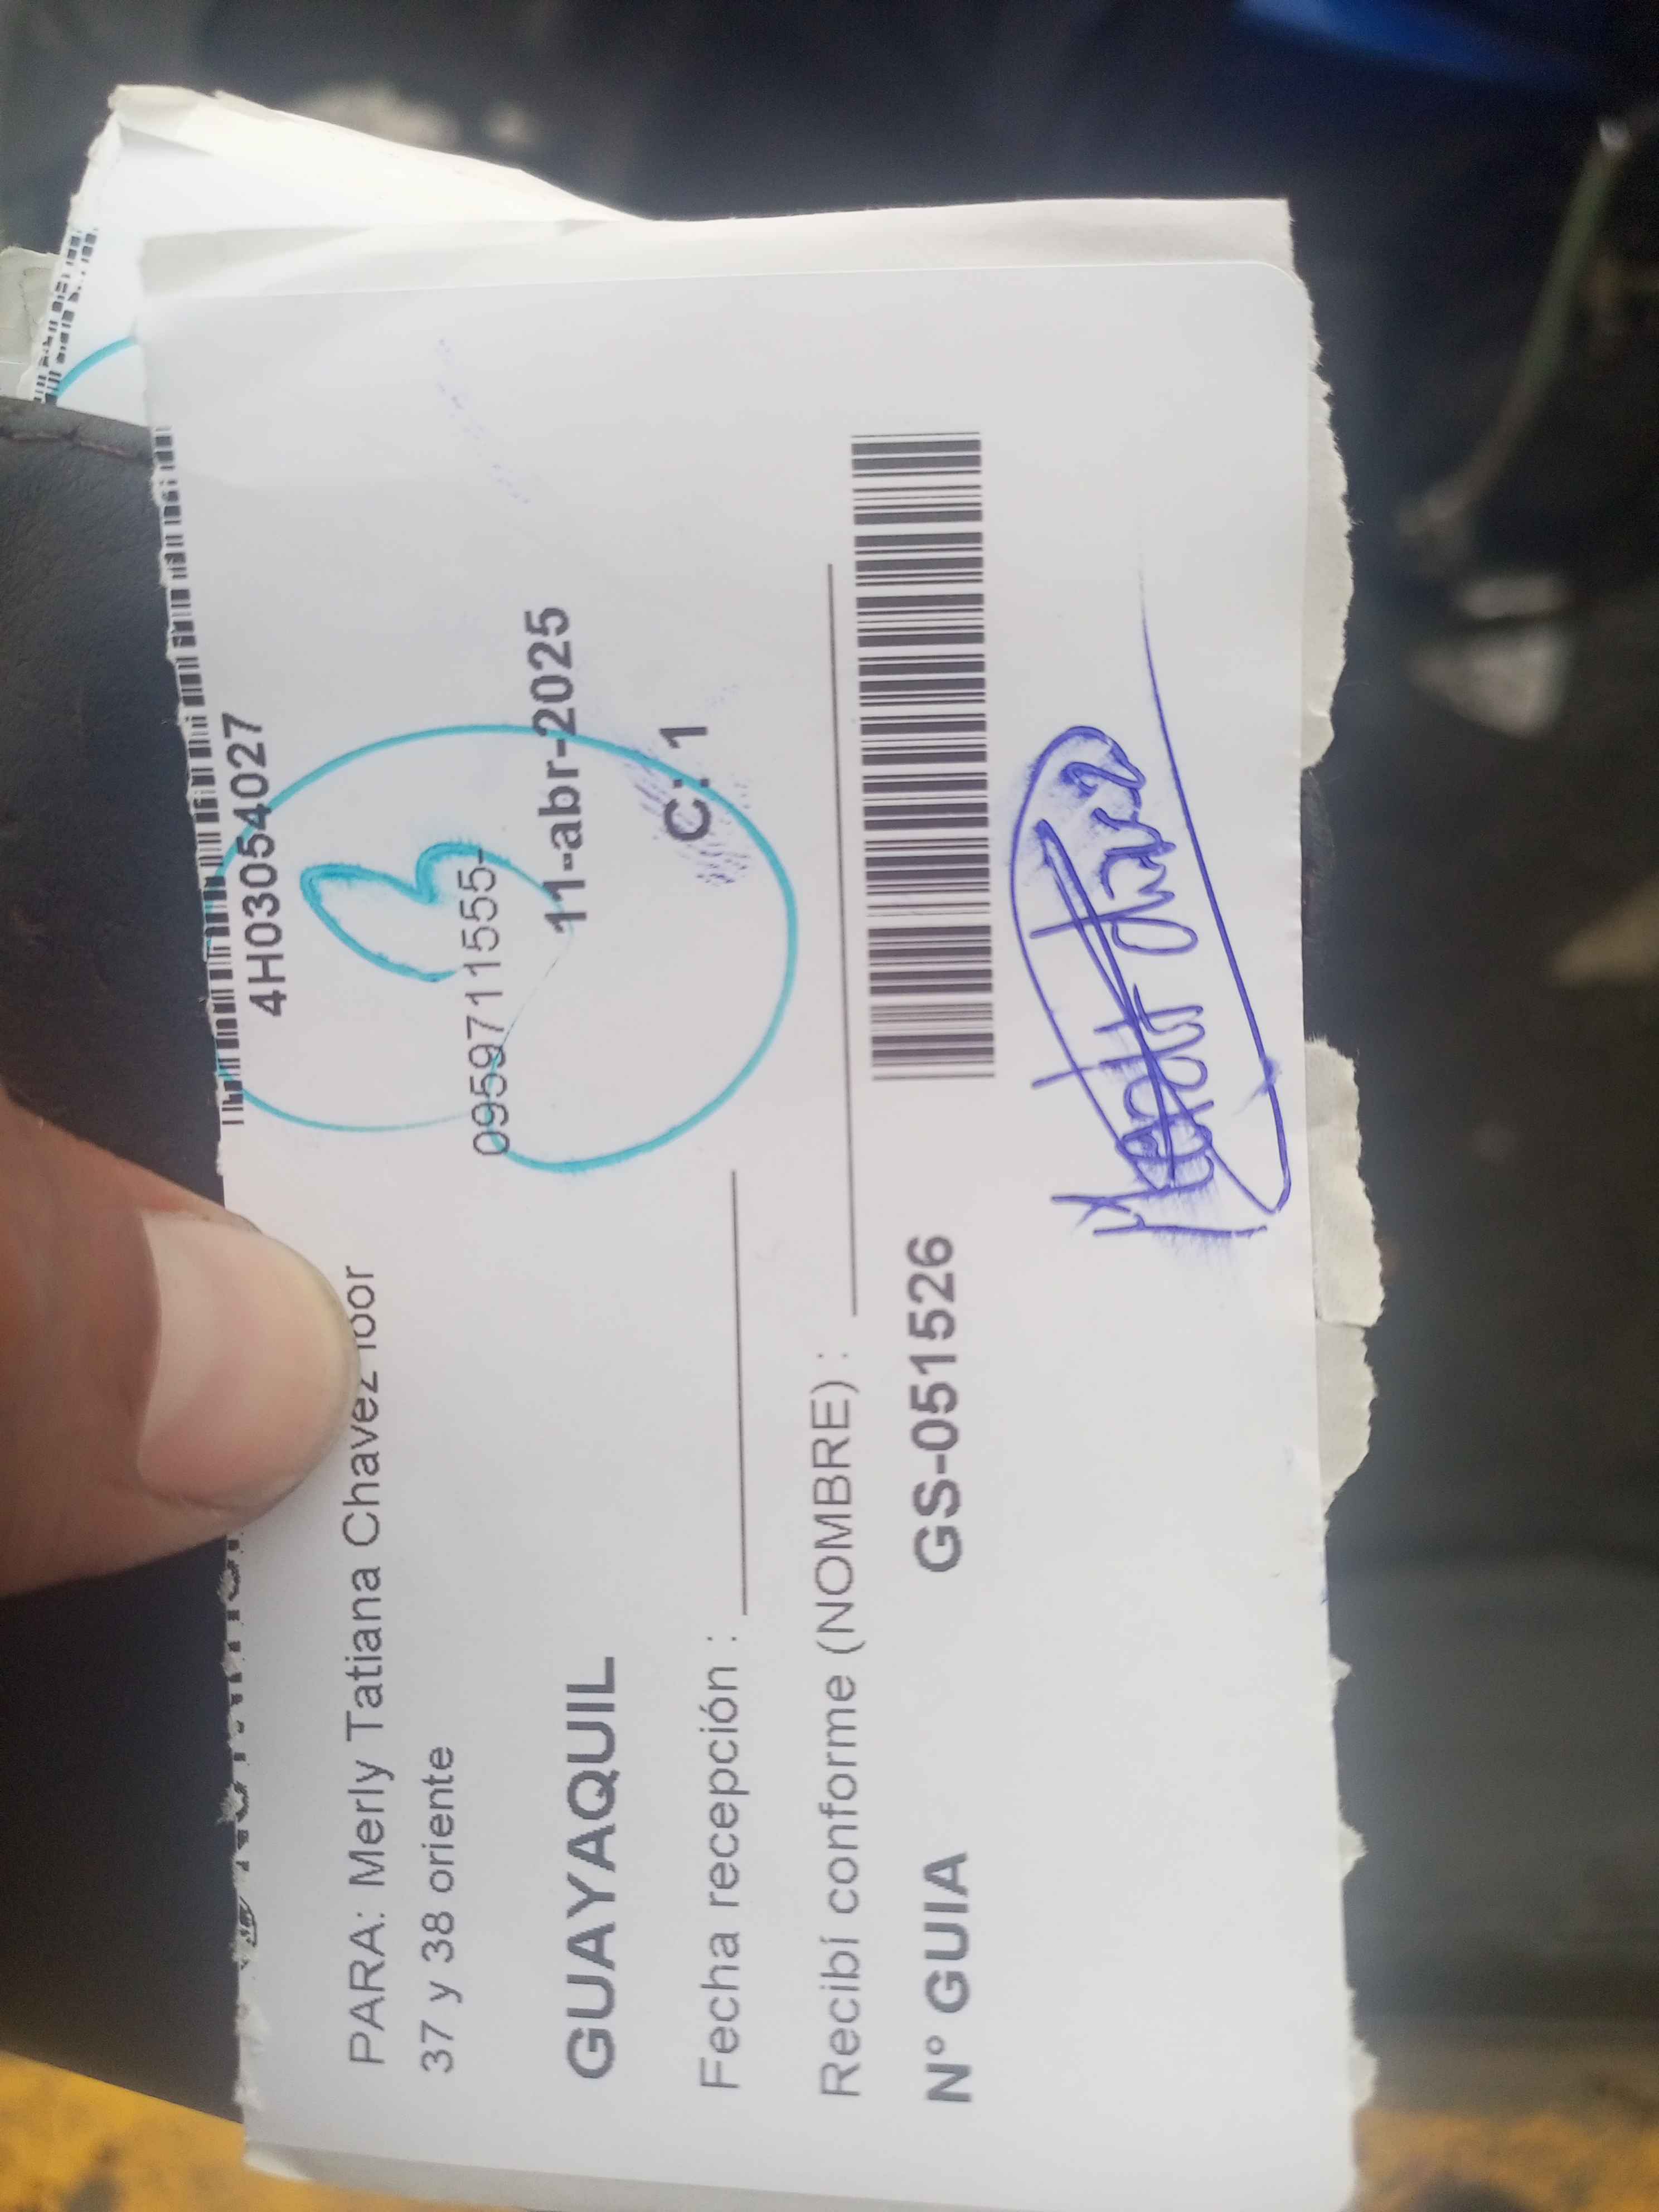 4H03054027
PARA: Merly Tatiana Chavez loor
37 y 38 oriente
0959711555-
3
GUAYAQUIL
11-abr-2025
C: 1
Fecha recepción :
Recibí conforme (NOMBRE) :
N° GUIA
GS-051526